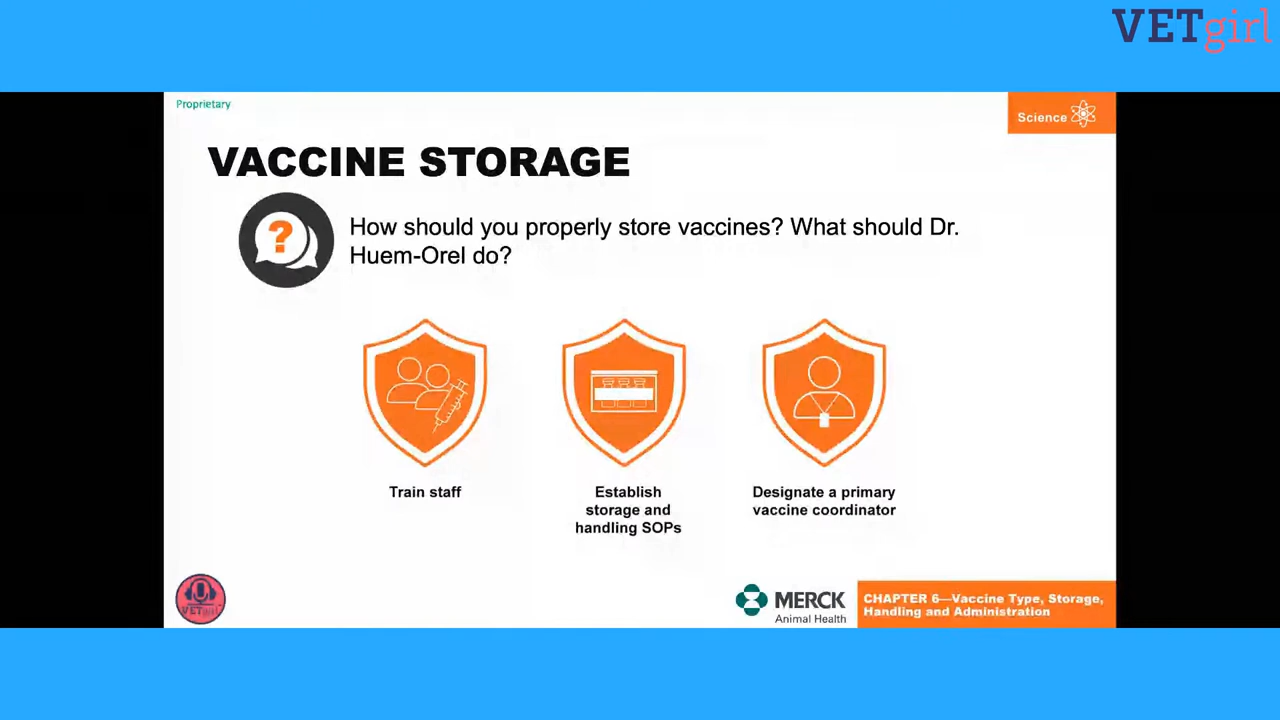 VETgirl
Proprietary
Science
VACCINE STORAGE
?
How should you properly store vaccines? What should Dr.
Huem-Orel do?
Train staff
Establish
storage and
handling SOPs
Designate a primary
vaccine coordinator
VETgirl
MERCK
Animal Health
CHAPTER 6—Vaccine Type, Storage,
Handling and Administration